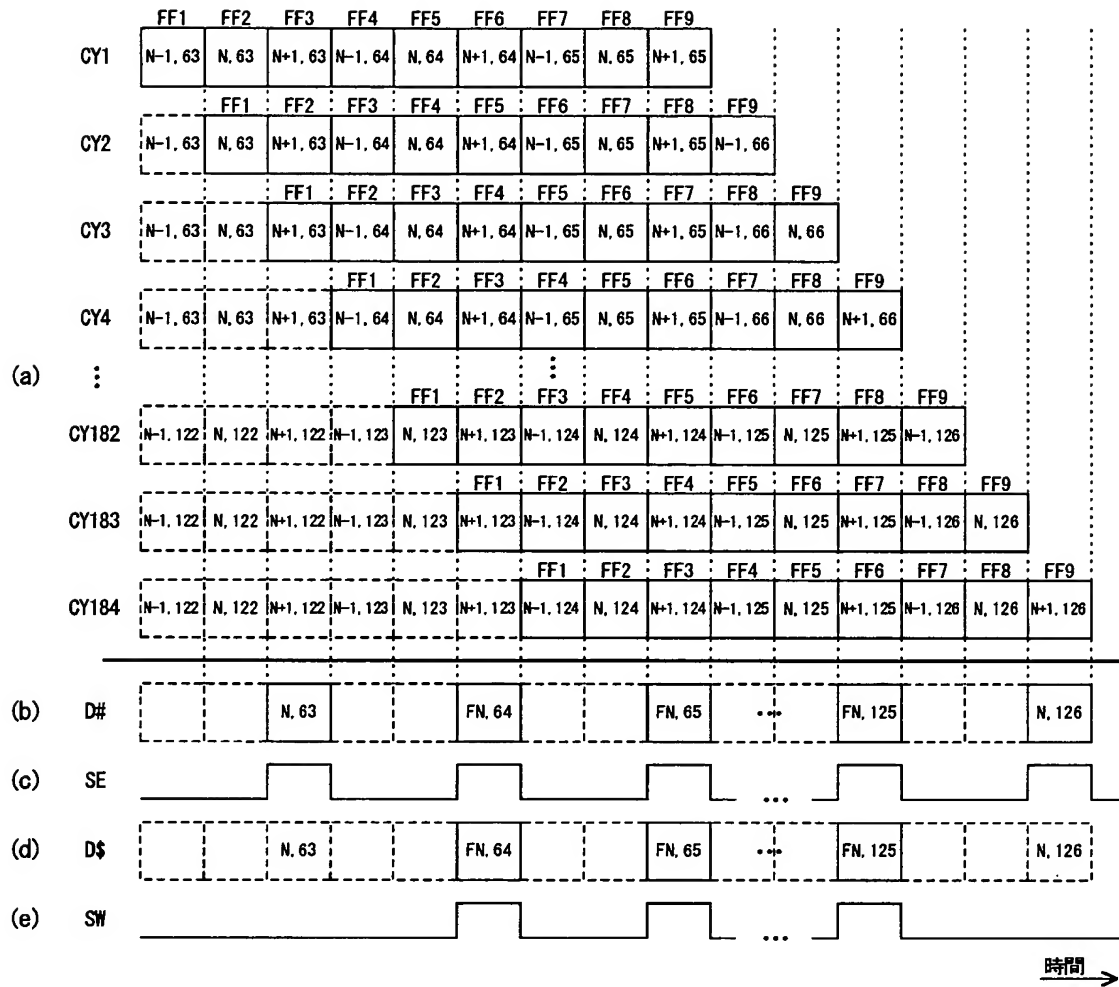 FF1 FF2 FF3 FF4 FF5 FF6 FF7 FF8 FF9
CY1 N-1,63 N,63 N+1,63 N-1,64 N,64 N+1,64 N-1,65 N,65 N+1,65
FF1 FF2 FF3 FF4 FF5 FF6 FF7 FF8 FF9
CY2 N-1,63 N,63 N+1,63 N-1,64 N,64 N+1,64 N-1,65 N,65 N+1,65 N-1,66
FF1 FF2 FF3 FF4 FF5 FF6 FF7 FF8 FF9
CY3 N-1,63 N,63 N+1,63 N-1,64 N,64 N+1,64 N-1,65 N,65 N+1,65 N-1,66 N,66
FF1 FF2 FF3 FF4 FF5 FF6 FF7 FF8 FF9
CY4 N-1,63 N,63 N+1,63 N-1,64 N,64 N+1,64 N-1,65 N,65 N+1,65 N-1,66 N,66 N+1,66
(a) ⋮ ⋮
FF1 FF2 FF3 FF4 FF5 FF6 FF7 FF8 FF9
CY182 N-1,122 N,122 N+1,122 N-1,123 N,123 N+1,123 N-1,124 N,124 N+1,124 N-1,125 N,125 N+1,125 N-1,126
FF1 FF2 FF3 FF4 FF5 FF6 FF7 FF8 FF9
CY183 N-1,122 N,122 N+1,122 N-1,123 N,123 N+1,123 N-1,124 N,124 N+1,124 N-1,125 N,125 N+1,125 N-1,126 N,126
FF1 FF2 FF3 FF4 FF5 FF6 FF7 FF8 FF9
CY184 N-1,122 N,122 N+1,122 N-1,123 N,123 N+1,123 N-1,124 N,124 N+1,124 N-1,125 N,125 N+1,125 N-1,126 N,126 N+1,126
(b) D# N,63 FN,64 FN,65 ... FN,125 N,126
(c) SE ...
(d) D$ N,63 FN,64 FN,65 ... FN,125 N,126
(e) SW ...
時間